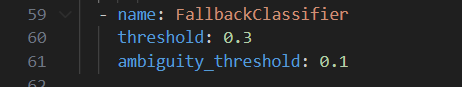 59 - name: FallbackClassifier
60 threshold: 0.3
61 ambiguity_threshold: 0.1
62